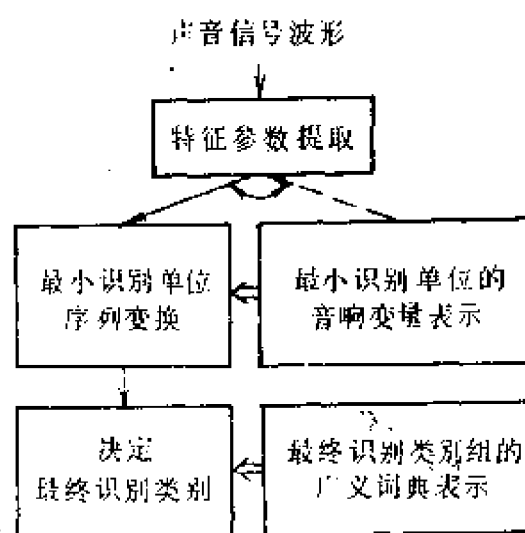 声音信号波形
特征参数提取
最小识别单位
序列变换
最小识别单位的
音响变量表示
决定
最终识别类别
最终识别类别组的
广义词典表示